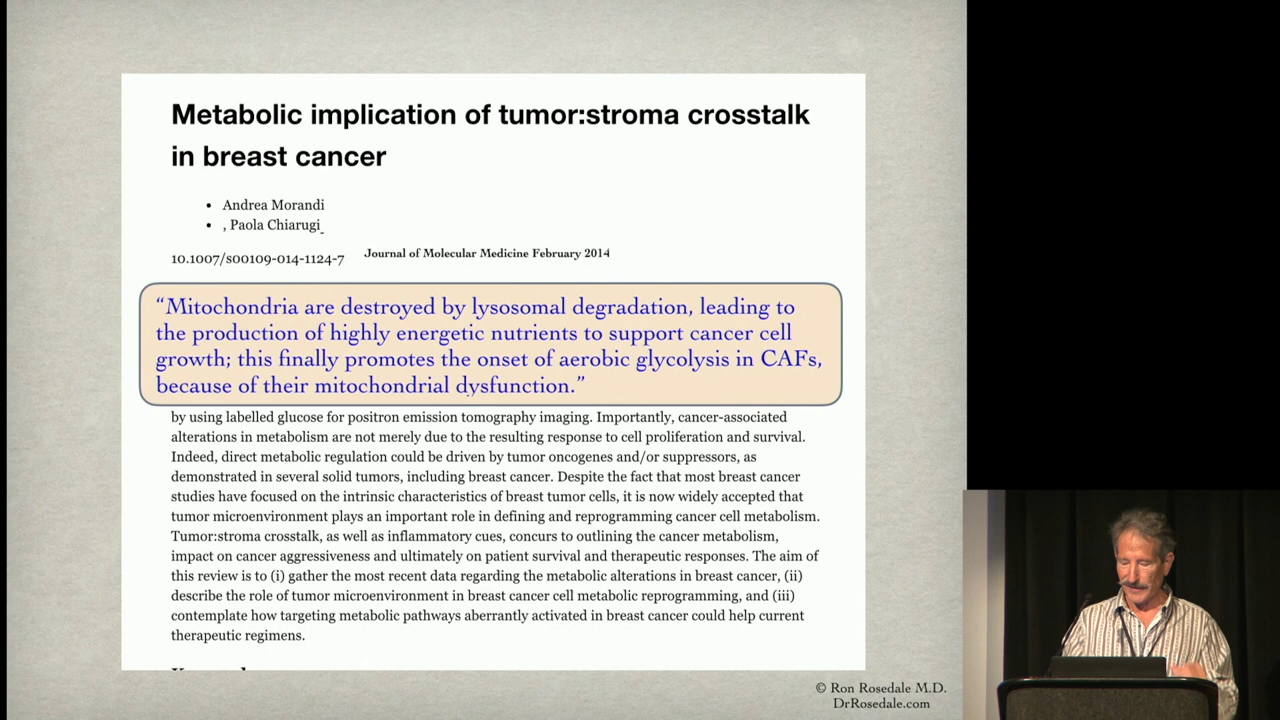 Metabolic implication of tumor:stroma crosstalk
in breast cancer
• Andrea Morandi
• , Paola Chiarugi
10.1007/s00109-014-1124-7 Journal of Molecular Medicine February 2014
“Mitochondria are destroyed by lysosomal degradation, leading to
the production of highly energetic nutrients to support cancer cell
growth; this finally promotes the onset of aerobic glycolysis in CAFs,
because of their mitochondrial dysfunction.”
by using labelled glucose for positron emission tomography imaging. Importantly, cancer-associated
alterations in metabolism are not merely due to the resulting response to cell proliferation and survival.
Indeed, direct metabolic regulation could be driven by tumor oncogenes and/or suppressors, as
demonstrated in several solid tumors, including breast cancer. Despite the fact that most breast cancer
studies have focused on the intrinsic characteristics of breast tumor cells, it is now widely accepted that
tumor microenvironment plays an important role in defining and reprogramming cancer cell metabolism.
Tumor:stroma crosstalk, as well as inflammatory cues, concurs to outlining the cancer metabolism,
impact on cancer aggressiveness and ultimately on patient survival and therapeutic responses. The aim of
this review is to (i) gather the most recent data regarding the metabolic alterations in breast cancer, (ii)
describe the role of tumor microenvironment in breast cancer cell metabolic reprogramming, and (iii)
contemplate how targeting metabolic pathways aberrantly activated in breast cancer could help current
therapeutic regimens.
© Ron Rosedale M.D.
DrRosedale.com